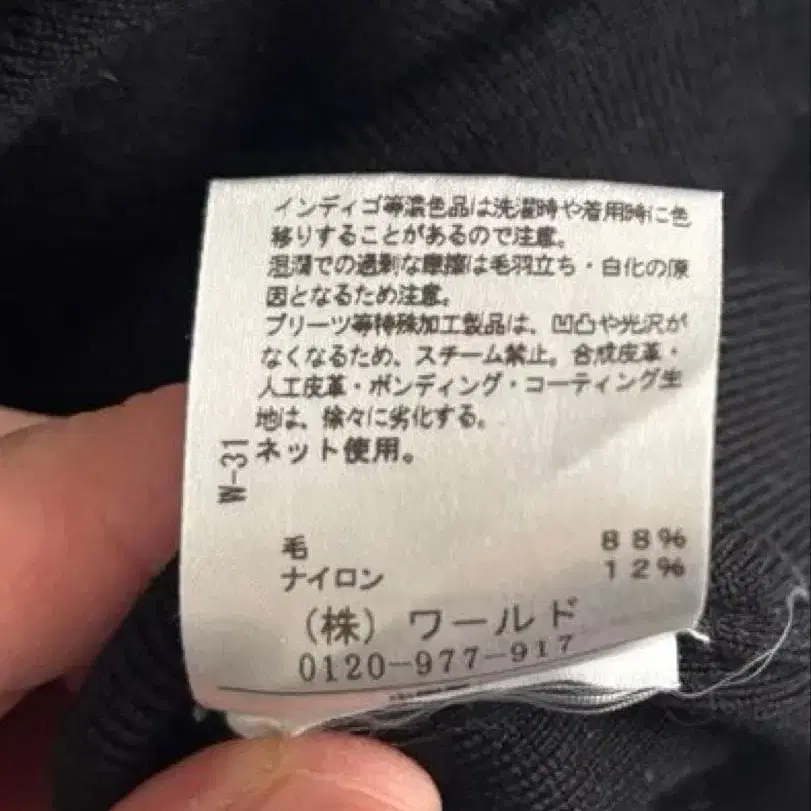 インディゴ等濃色品は洗濯時や着用時に色
移りすることがあるので注意。
湿潤での過剰な摩擦は毛羽立ち・白化の原
因となるため注意。
プリーツ等特殊加工製品は、凹凸や光沢が
なくなるため、スチーム禁止。合成皮革・
人工皮革・ボンディング・コーティング生
地は、徐々に劣化する。
ネット使用。
W-31
毛 88%
ナイロン 12%
(株) ワールド
0120-977-917